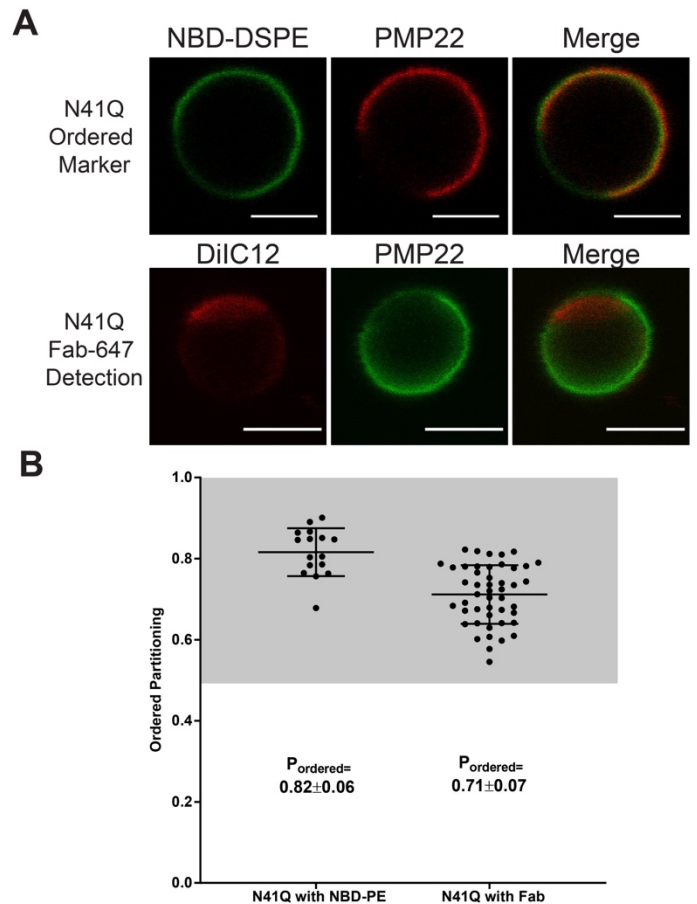 A
NBD-DSPE PMP22 Merge
N41Q
Ordered
Marker
DiIC12 PMP22 Merge
N41Q
Fab-647
Detection
B
1.0
0.8
0.6
0.4
0.2
0.0
Ordered Partitioning
Pordered=
0.82±0.06
Pordered=
0.71±0.07
N41Q with NBD-PE N41Q with Fab